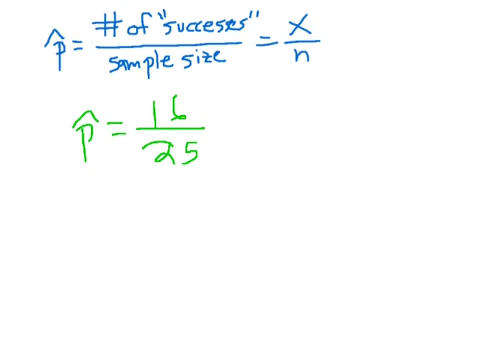 p̂ = # of "successes" / sample size = x / n
p̂ = 16 / 25